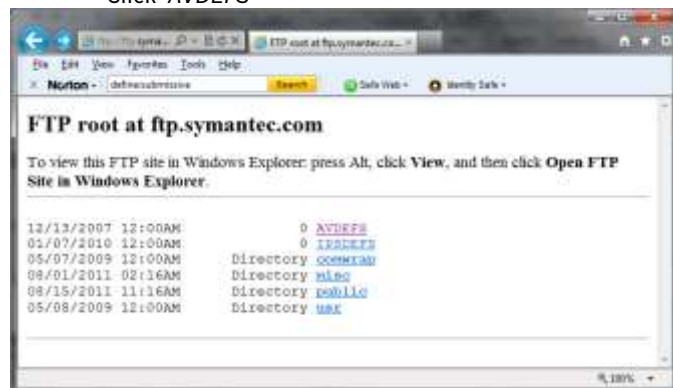 Click AVDEFS
FTP root at ftp.symantec.co...
File Edit View Favorites Tools Help
× Norton - define submissive Search Safe Web Identity Safe
FTP root at ftp.symantec.com
To view this FTP site in Windows Explorer: press Alt, click View, and then click Open FTP
Site in Windows Explorer.
12/13/2007 12:00AM 0 AVDEFS
01/07/2010 12:00AM 0 IPSDEFS
05/07/2009 12:00AM Directory
08/01/2011 02:16AM Directory misc
08/15/2011 11:16AM Directory public
05/08/2009 12:00AM Directory usr
100%